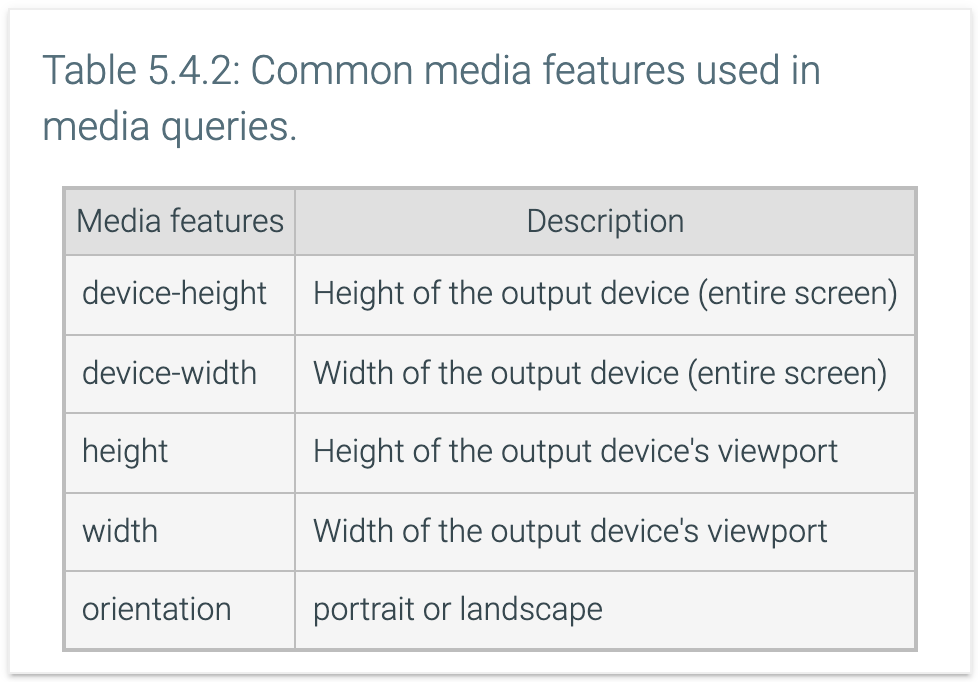 Table 5.4.2: Common media features used in
media queries.
Media features Description
device-height Height of the output device (entire screen)
device-width Width of the output device (entire screen)
height Height of the output device's viewport
width Width of the output device's viewport
orientation portrait or landscape